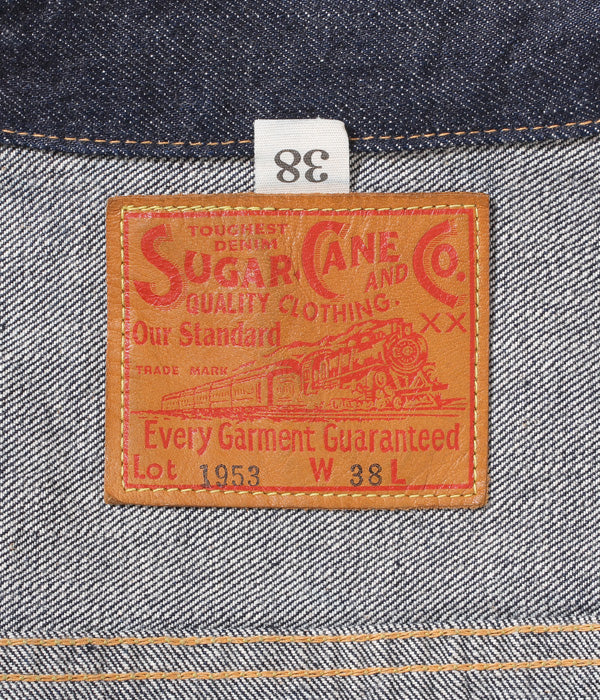 38
TOUGHEST
DENIM
SUGAR CANE AND CO.
QUALITY CLOTHING.
XX
Our Standard
TRADE MARK
Every Garment Guaranteed
Lot 1953 W 38 L